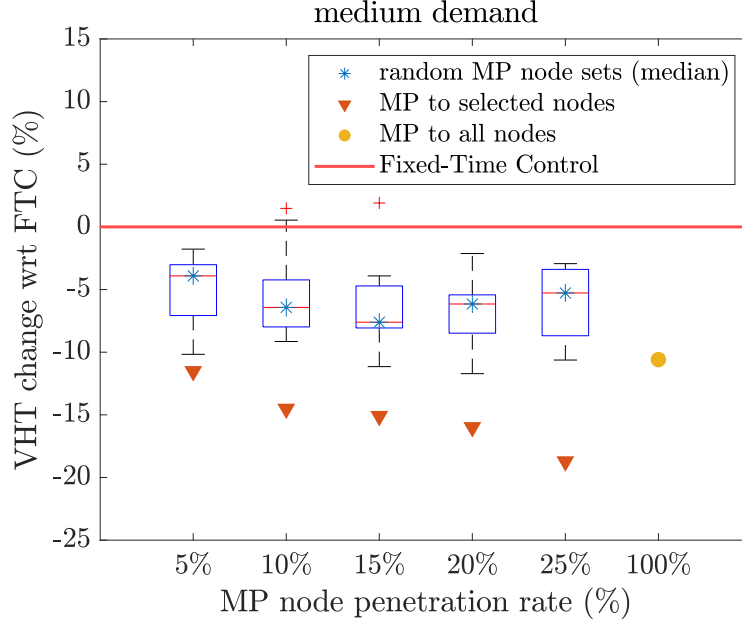 medium demand
VHT change wrt FTC (%)
15
10
5
0
-5
-10
-15
-20
-25
random MP node sets (median)
MP to selected nodes
MP to all nodes
Fixed-Time Control
5% 10% 15% 20% 25% 100%
MP node penetration rate (%)